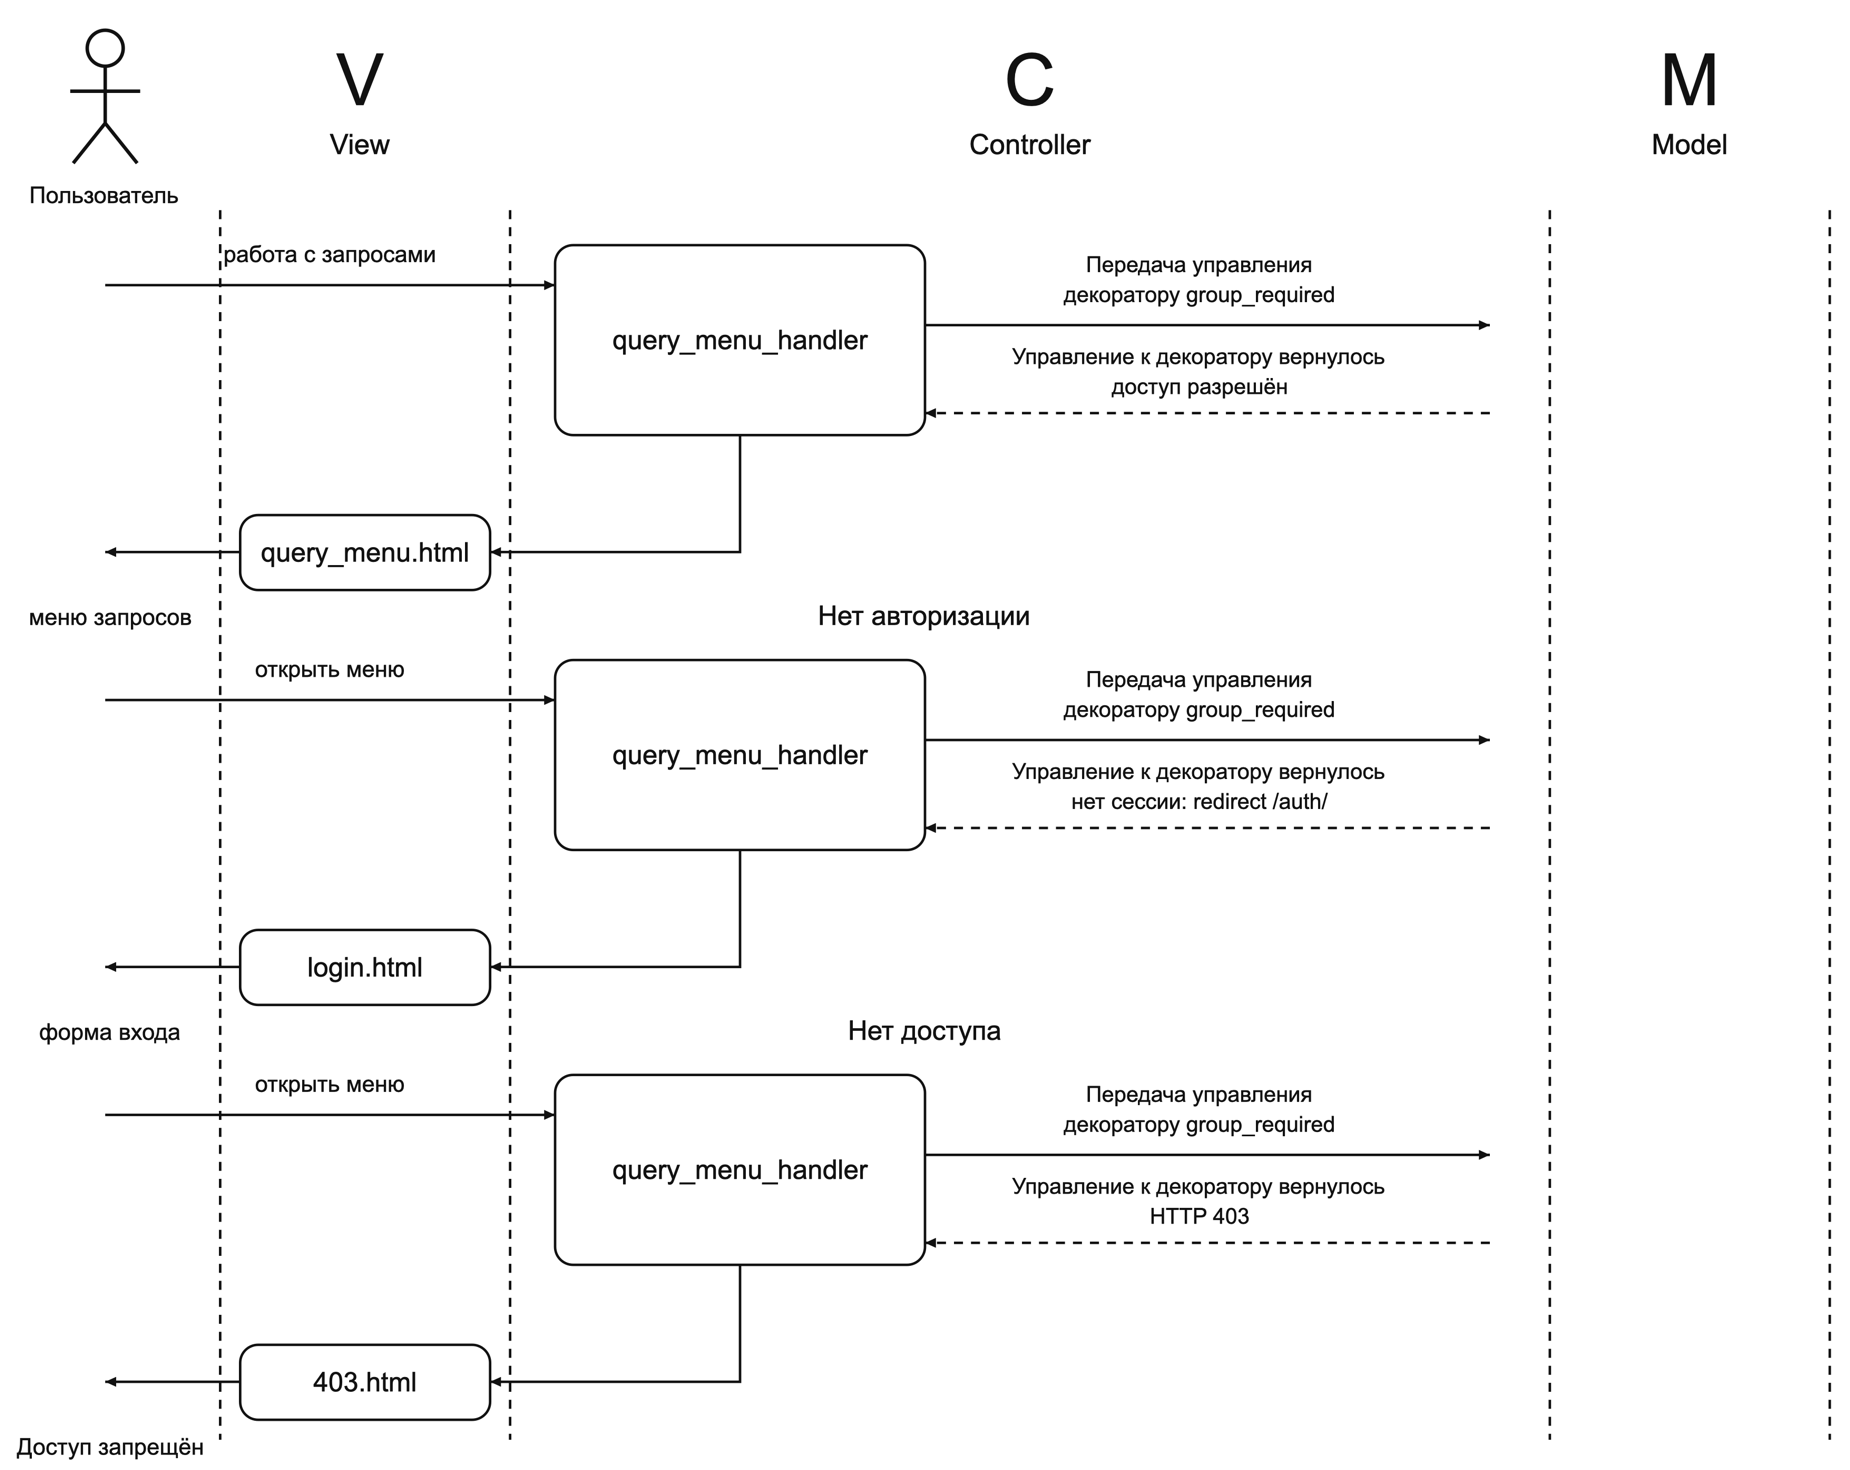 V
C
M
View
Controller
Model
Пользователь
работа с запросами
query_menu_handler
Передача управления
декоратору group_required
Управление к декоратору вернулось
доступ разрешён
query_menu.html
меню запросов
Нет авторизации
открыть меню
query_menu_handler
Передача управления
декоратору group_required
Управление к декоратору вернулось
нет сессии: redirect /auth/
login.html
форма входа
Нет доступа
открыть меню
query_menu_handler
Передача управления
декоратору group_required
Управление к декоратору вернулось
HTTP 403
403.html
Доступ запрещён